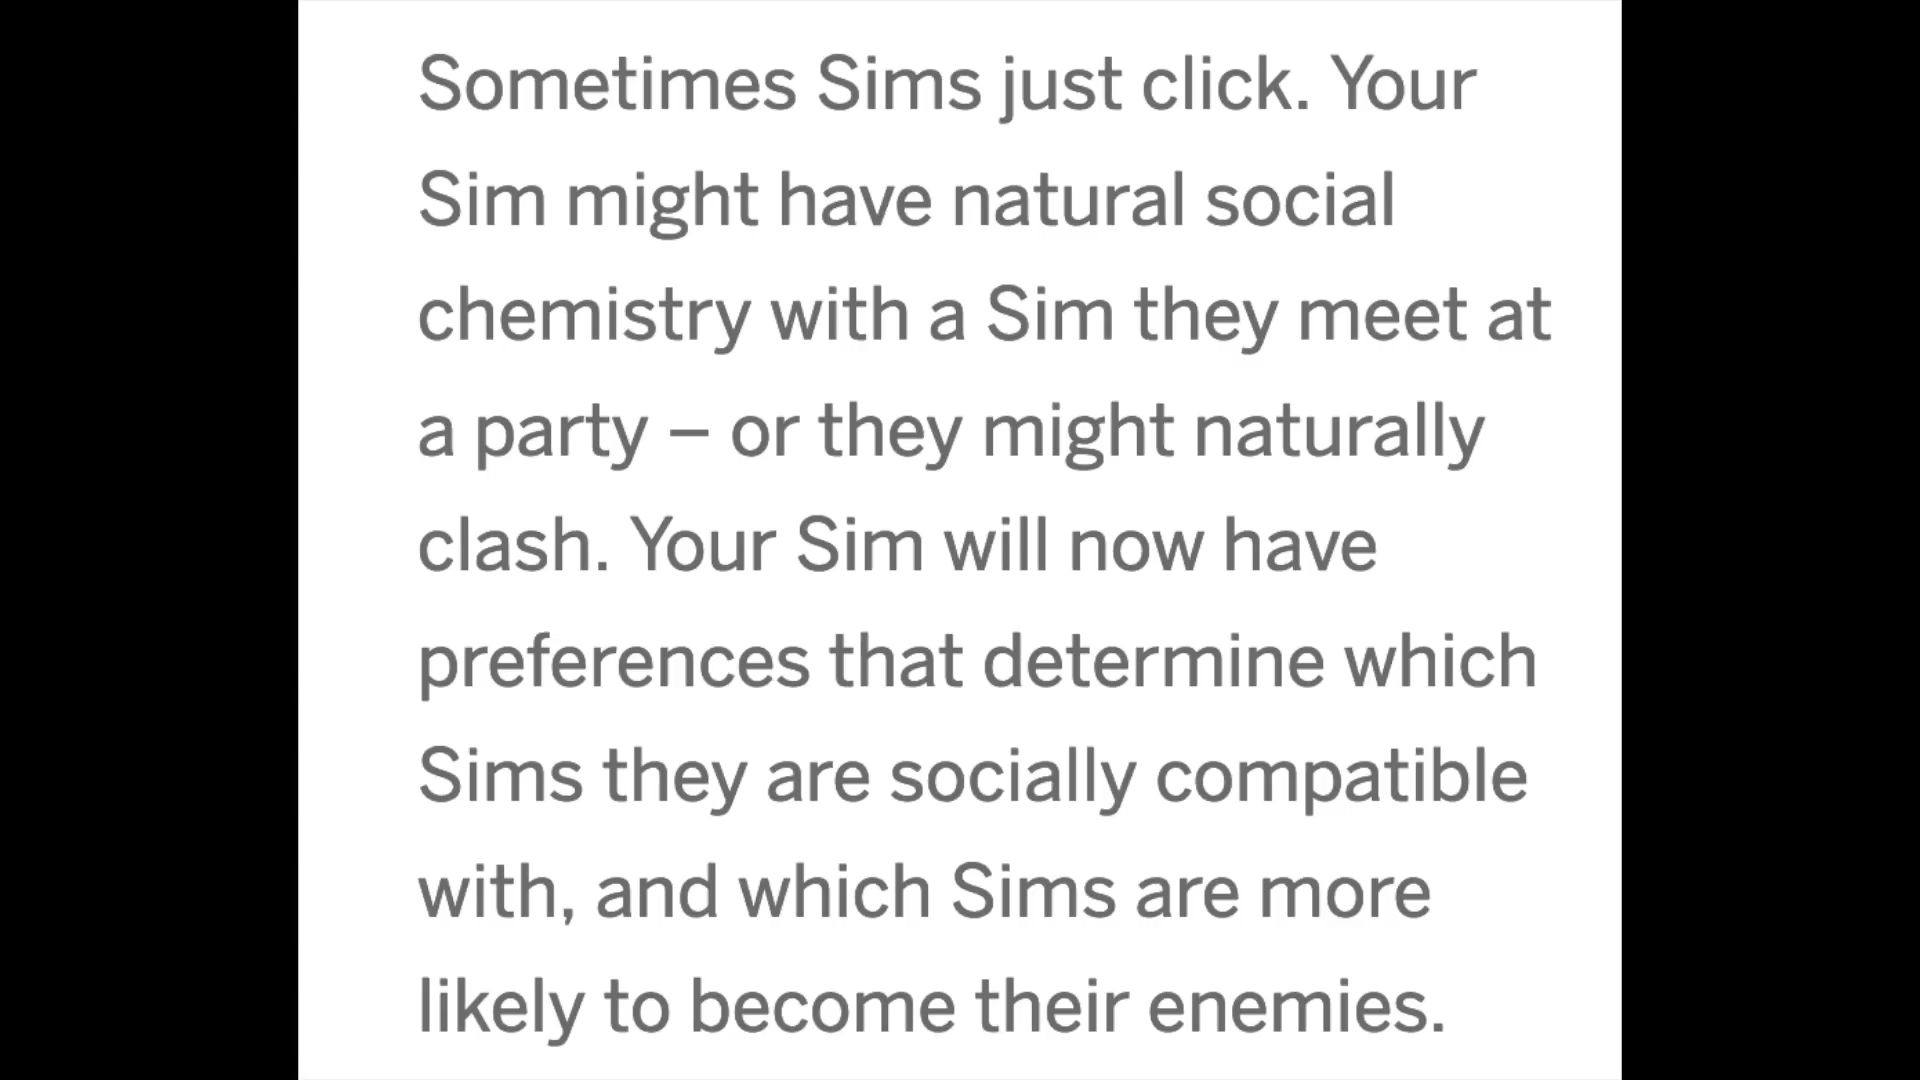 Sometimes Sims just click. Your
Sim might have natural social
chemistry with a Sim they meet at
a party – or they might naturally
clash. Your Sim will now have
preferences that determine which
Sims they are socially compatible
with, and which Sims are more
likely to become their enemies.